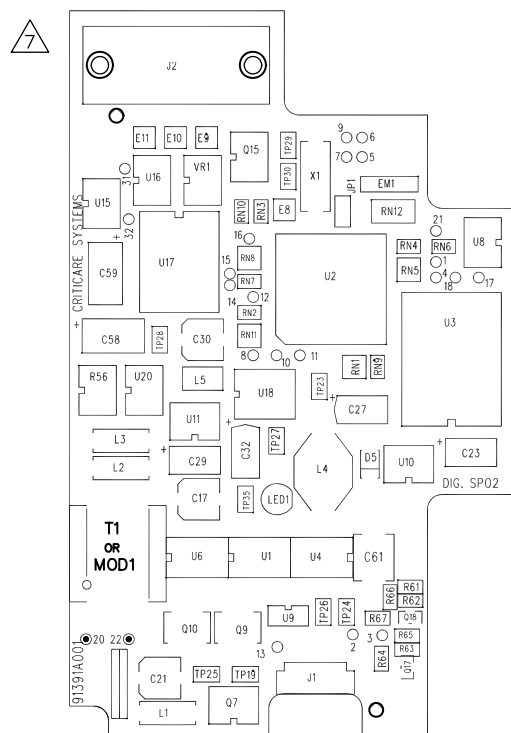 7
J2
E11 E10 E9
Q15
TP29
TP30
X1
9 6
7 5
U16
VR1
31
JP1
EM1
U15
32
RN10
RN3
E8
RN12
CRITICARE SYSTEMS
21
U8
+
C59
U17
16
RN8
15
RN7
14
12
U2
RN4
RN6
RN5
1
4
18
17
RN2
U3
+
C58
TP28
C30
RN11
8 10 11
RN1
RN9
R56
U20
L5
U18
TP23
+
C27
U11
L3
L2
+
C29
+
C32
TP27
L4
D5
U10
+
C23
DIG. SPO2
C17
TP35
LED1
T1
OR
MOD1
U6 U1 U4 C61
R61
R66
R62
Q10 Q9
U9
TP26
TP24
R67
Q18
20 22
13
2
3
R65
R63
R64
Q17
91391A001
C21
TP25
TP19
J1
L1
Q7